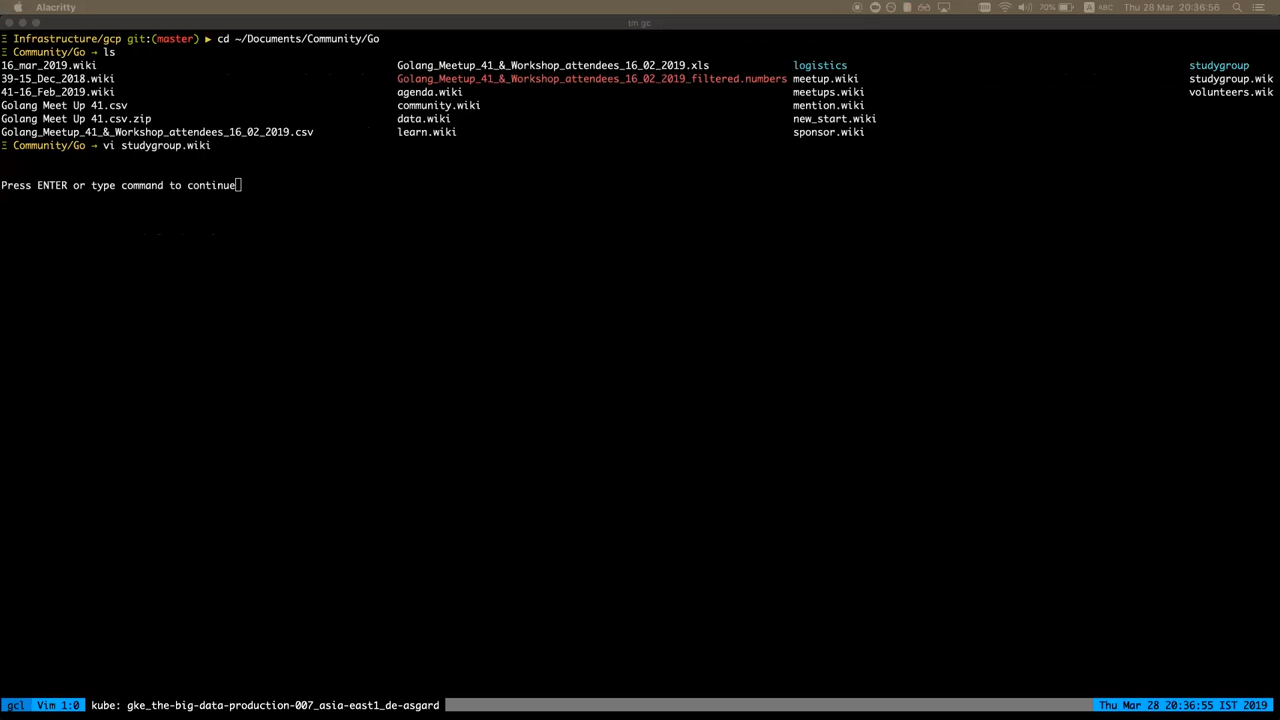 Alacritty 70% ABC Thu 28 Mar 20:36:56
tm gc
Ξ Infrastructure/gcp git:(master) ▶ cd ~/Documents/Community/Go
Ξ Community/Go → ls
16_mar_2019.wiki Golang_Meetup_41_&_Workshop_attendees_16_02_2019.xls logistics studygroup
39-15_Dec_2018.wiki Golang_Meetup_41_&_Workshop_attendees_16_02_2019_filtered.numbers meetup.wiki studygroup.wik
41-16_Feb_2019.wiki agenda.wiki meetups.wiki volunteers.wik
Golang Meet Up 41.csv community.wiki mention.wiki
Golang Meet Up 41.csv.zip data.wiki new_start.wiki
Golang_Meetup_41_&_Workshop_attendees_16_02_2019.csv learn.wiki sponsor.wiki
Ξ Community/Go → vi studygroup.wiki
Press ENTER or type command to continue
gcl Vim 1:0 kube: gke_the-big-data-production-007_asia-east1_de-asgard Thu Mar 28 20:36:55 IST 2019